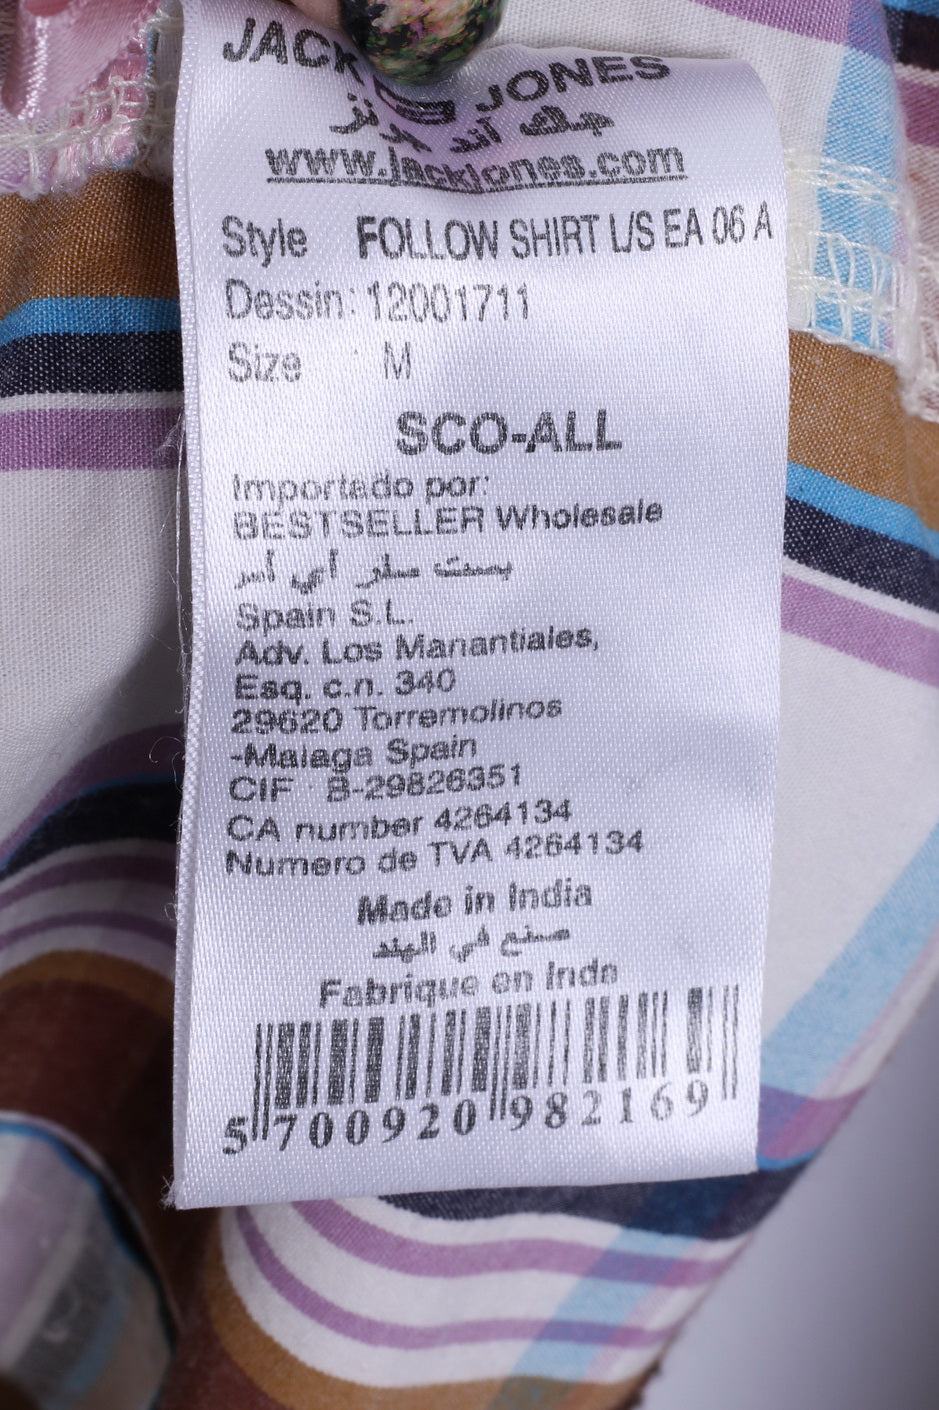 JACK JONES
جاك آند جونز
www.jackjones.com
Style FOLLOW SHIRT L/S EA 06 A
Dessin: 12001711
Size : M
SCO-ALL
Importado por:
BESTSELLER Wholesale
بست سلر أي أس
Spain S.L.
Adv. Los Manantiales,
Esq. c.n. 340
29620 Torremolinos
-Malaga Spain
CIF : B-29826351
CA number 4264134
Numero de TVA 4264134
Made in India
صنع في الهند
Fabrique en Inde
5 700920 982169